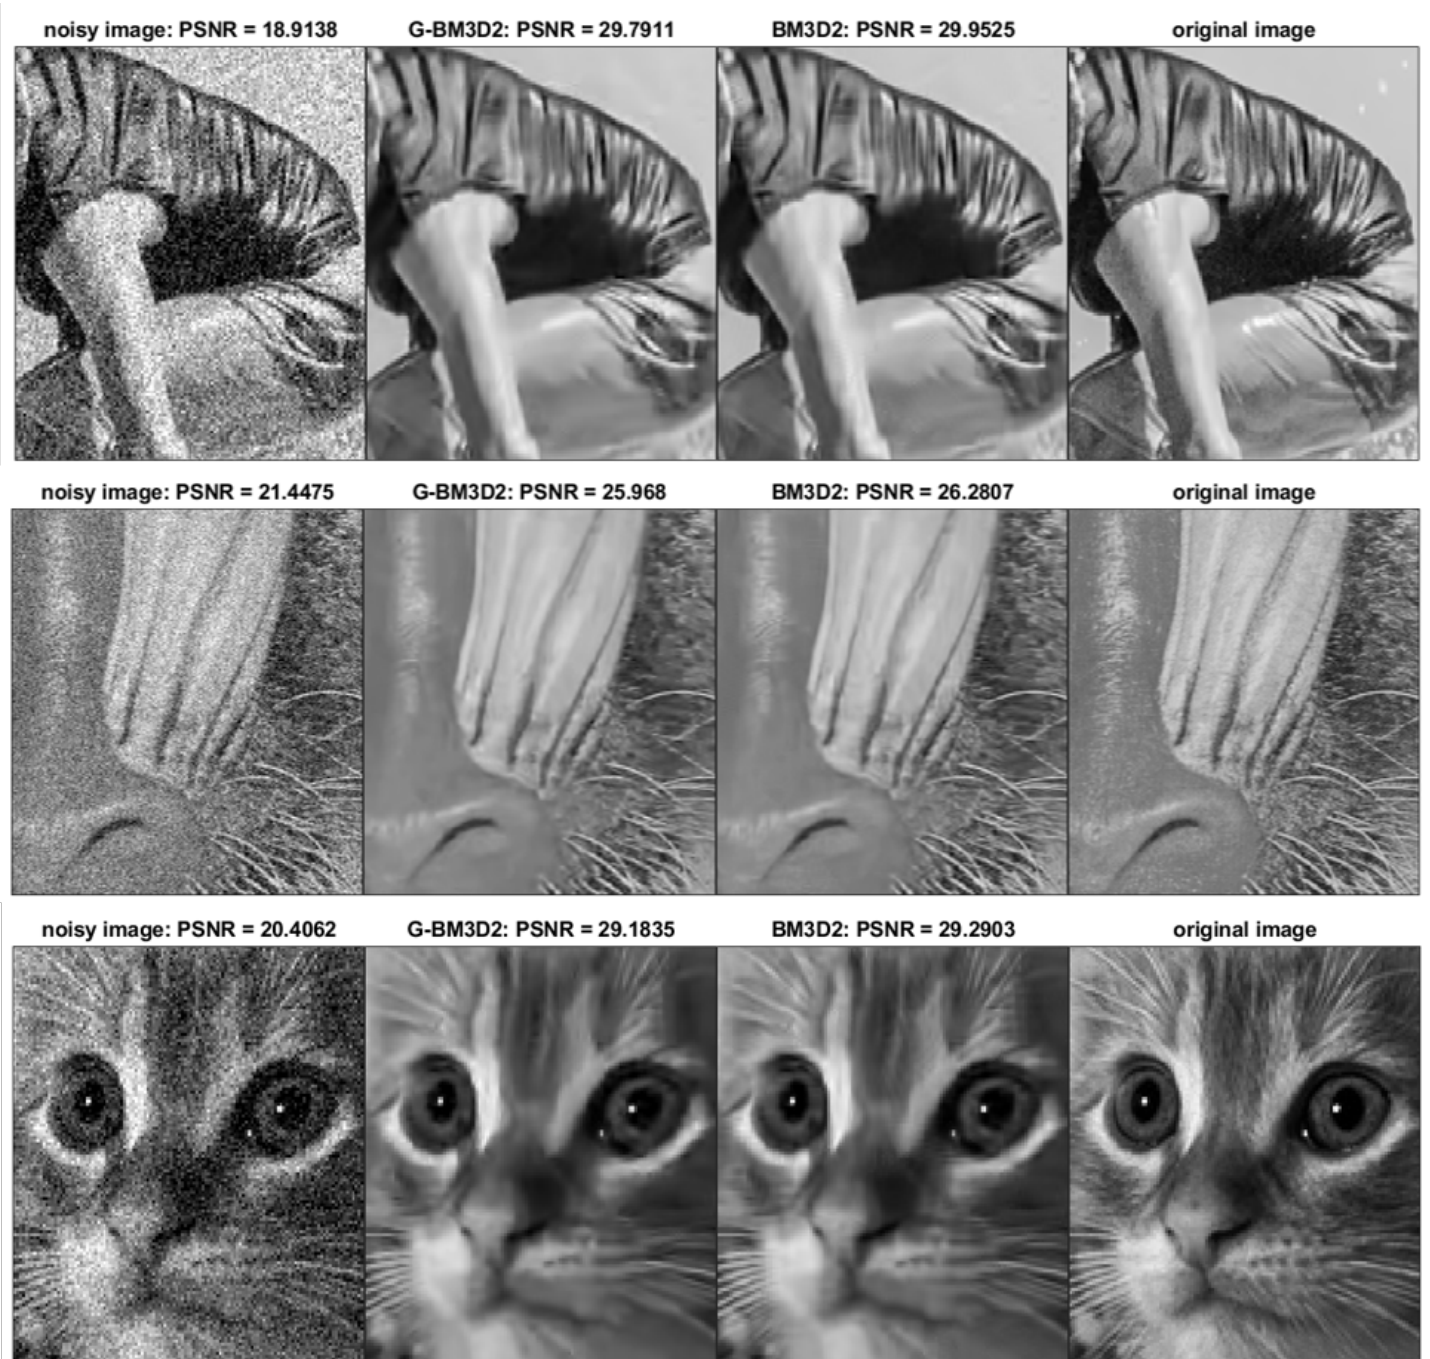 noisy image: PSNR = 18.9138 G-BM3D2: PSNR = 29.7911 BM3D2: PSNR = 29.9525 original image
noisy image: PSNR = 21.4475 G-BM3D2: PSNR = 25.968 BM3D2: PSNR = 26.2807 original image
noisy image: PSNR = 20.4062 G-BM3D2: PSNR = 29.1835 BM3D2: PSNR = 29.2903 original image